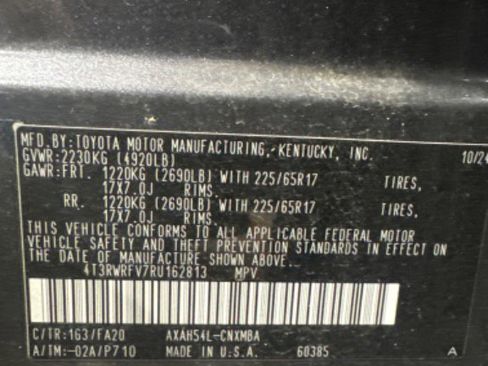 MFD.BY:TOYOTA MOTOR MANUFACTURING,-KENTUCKY, INC. 10/24
GVWR:2230KG (4920LB)
GAWR:FRT. 1220KG (2690LB) WITH 225/65R17 TIRES,
17X7.0J RIMS,
RR. 1220KG (2690LB) WITH 225/65R17 TIRES,
17X7.0J RIMS.
THIS VEHICLE CONFORMS TO ALL APPLICABLE FEDERAL MOTOR
VEHICLE SAFETY AND THEFT PREVENTION STANDARDS IN EFFECT ON
THE DATE OF MANUFACTURE SHOWN ABOVE.
4T3RWRFV7RU162813 MPV
C/TR:163/FA20 AXAH54L-CNXMBA
A/TM:-02A/P710 MADE IN U.S.A. 60385 A